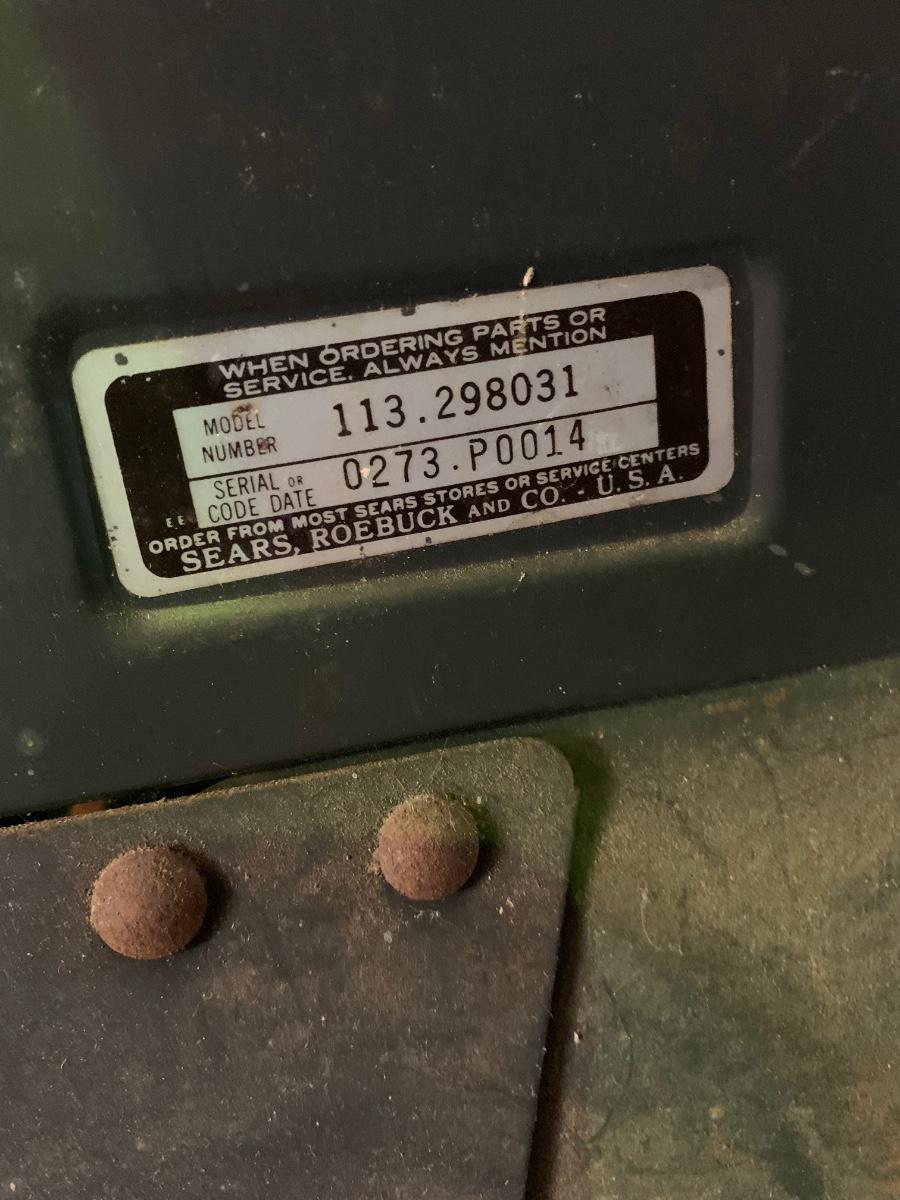 WHEN ORDERING PARTS OR
SERVICE, ALWAYS MENTION
MODEL
NUMBER
113.298031
SERIAL OR
CODE DATE
0273.P0014
EE
ORDER FROM MOST SEARS STORES OR SERVICE CENTERS
SEARS, ROEBUCK AND CO. - U.S.A.